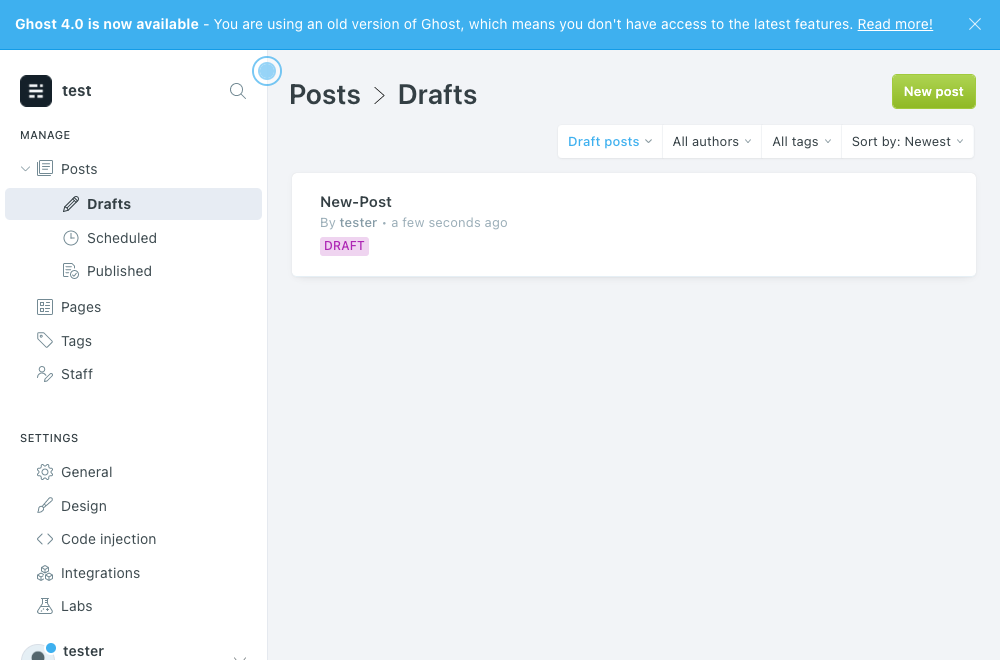 Ghost 4.0 is now available - You are using an old version of Ghost, which means you don't have access to the latest features. Read more!
test
MANAGE
Posts
Drafts
Scheduled
Published
Pages
Tags
Staff
SETTINGS
General
Design
Code injection
Integrations
Labs
tester
Posts > Drafts
New post
Draft posts
All authors
All tags
Sort by: Newest
New-Post
By tester • a few seconds ago
DRAFT